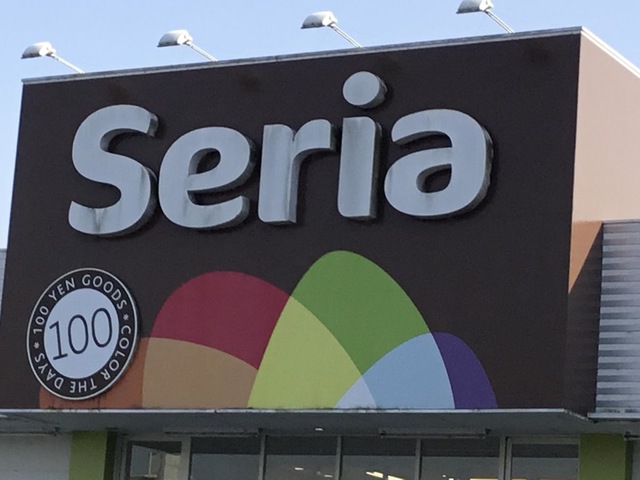 Seria
100 YEN GOODS
100
COLOR THE DAYS